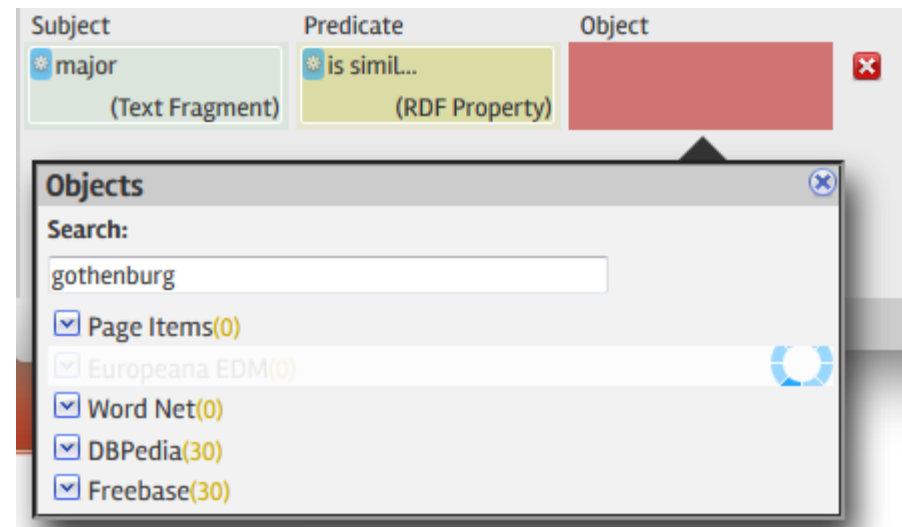 Subject Predicate Object
major is simil...
(Text Fragment) (RDF Property)
Objects
Search:
gothenburg
Page Items(0)
Europeana EDM(0)
Word Net(0)
DBPedia(30)
Freebase(30)